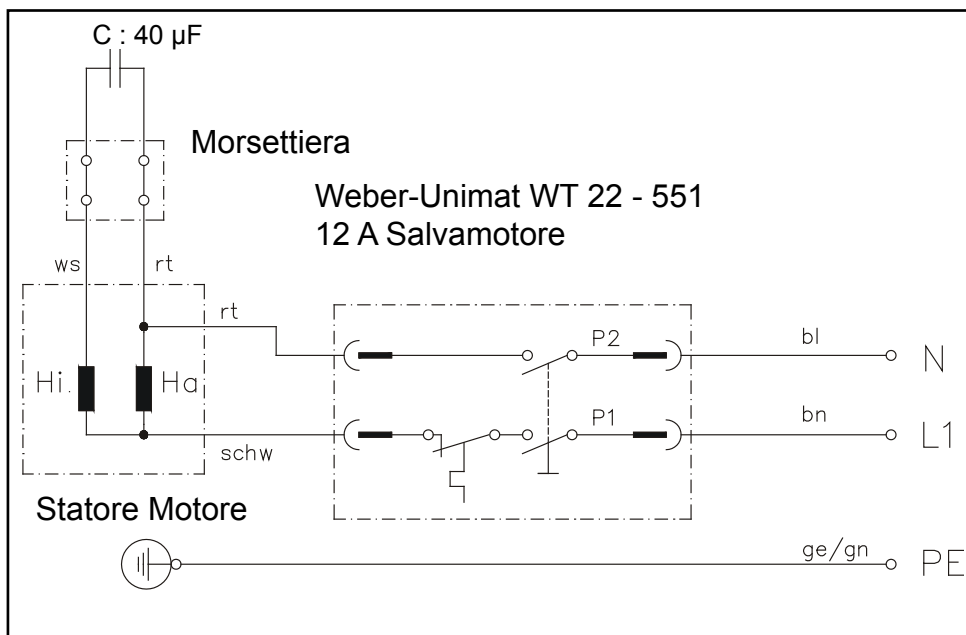 C : 40 µF
Morsettiera
Weber-Unimat WT 22 - 551
12 A Salvamotore
ws
rt
rt
P2
bl
N
Hi.
Ha
P1
bn
L1
schw
Statore Motore
ge/gn
PE